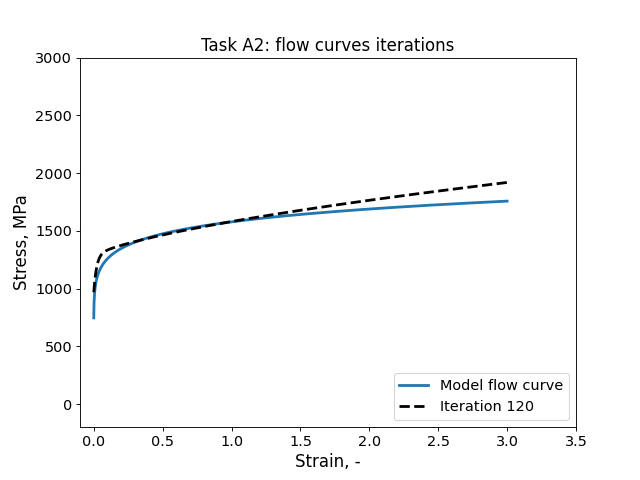 Task A2: flow curves iterations
3000
2500
2000
1500
1000
500
0
Stress, MPa
Model flow curve
Iteration 120
0.0 0.5 1.0 1.5 2.0 2.5 3.0 3.5
Strain, -